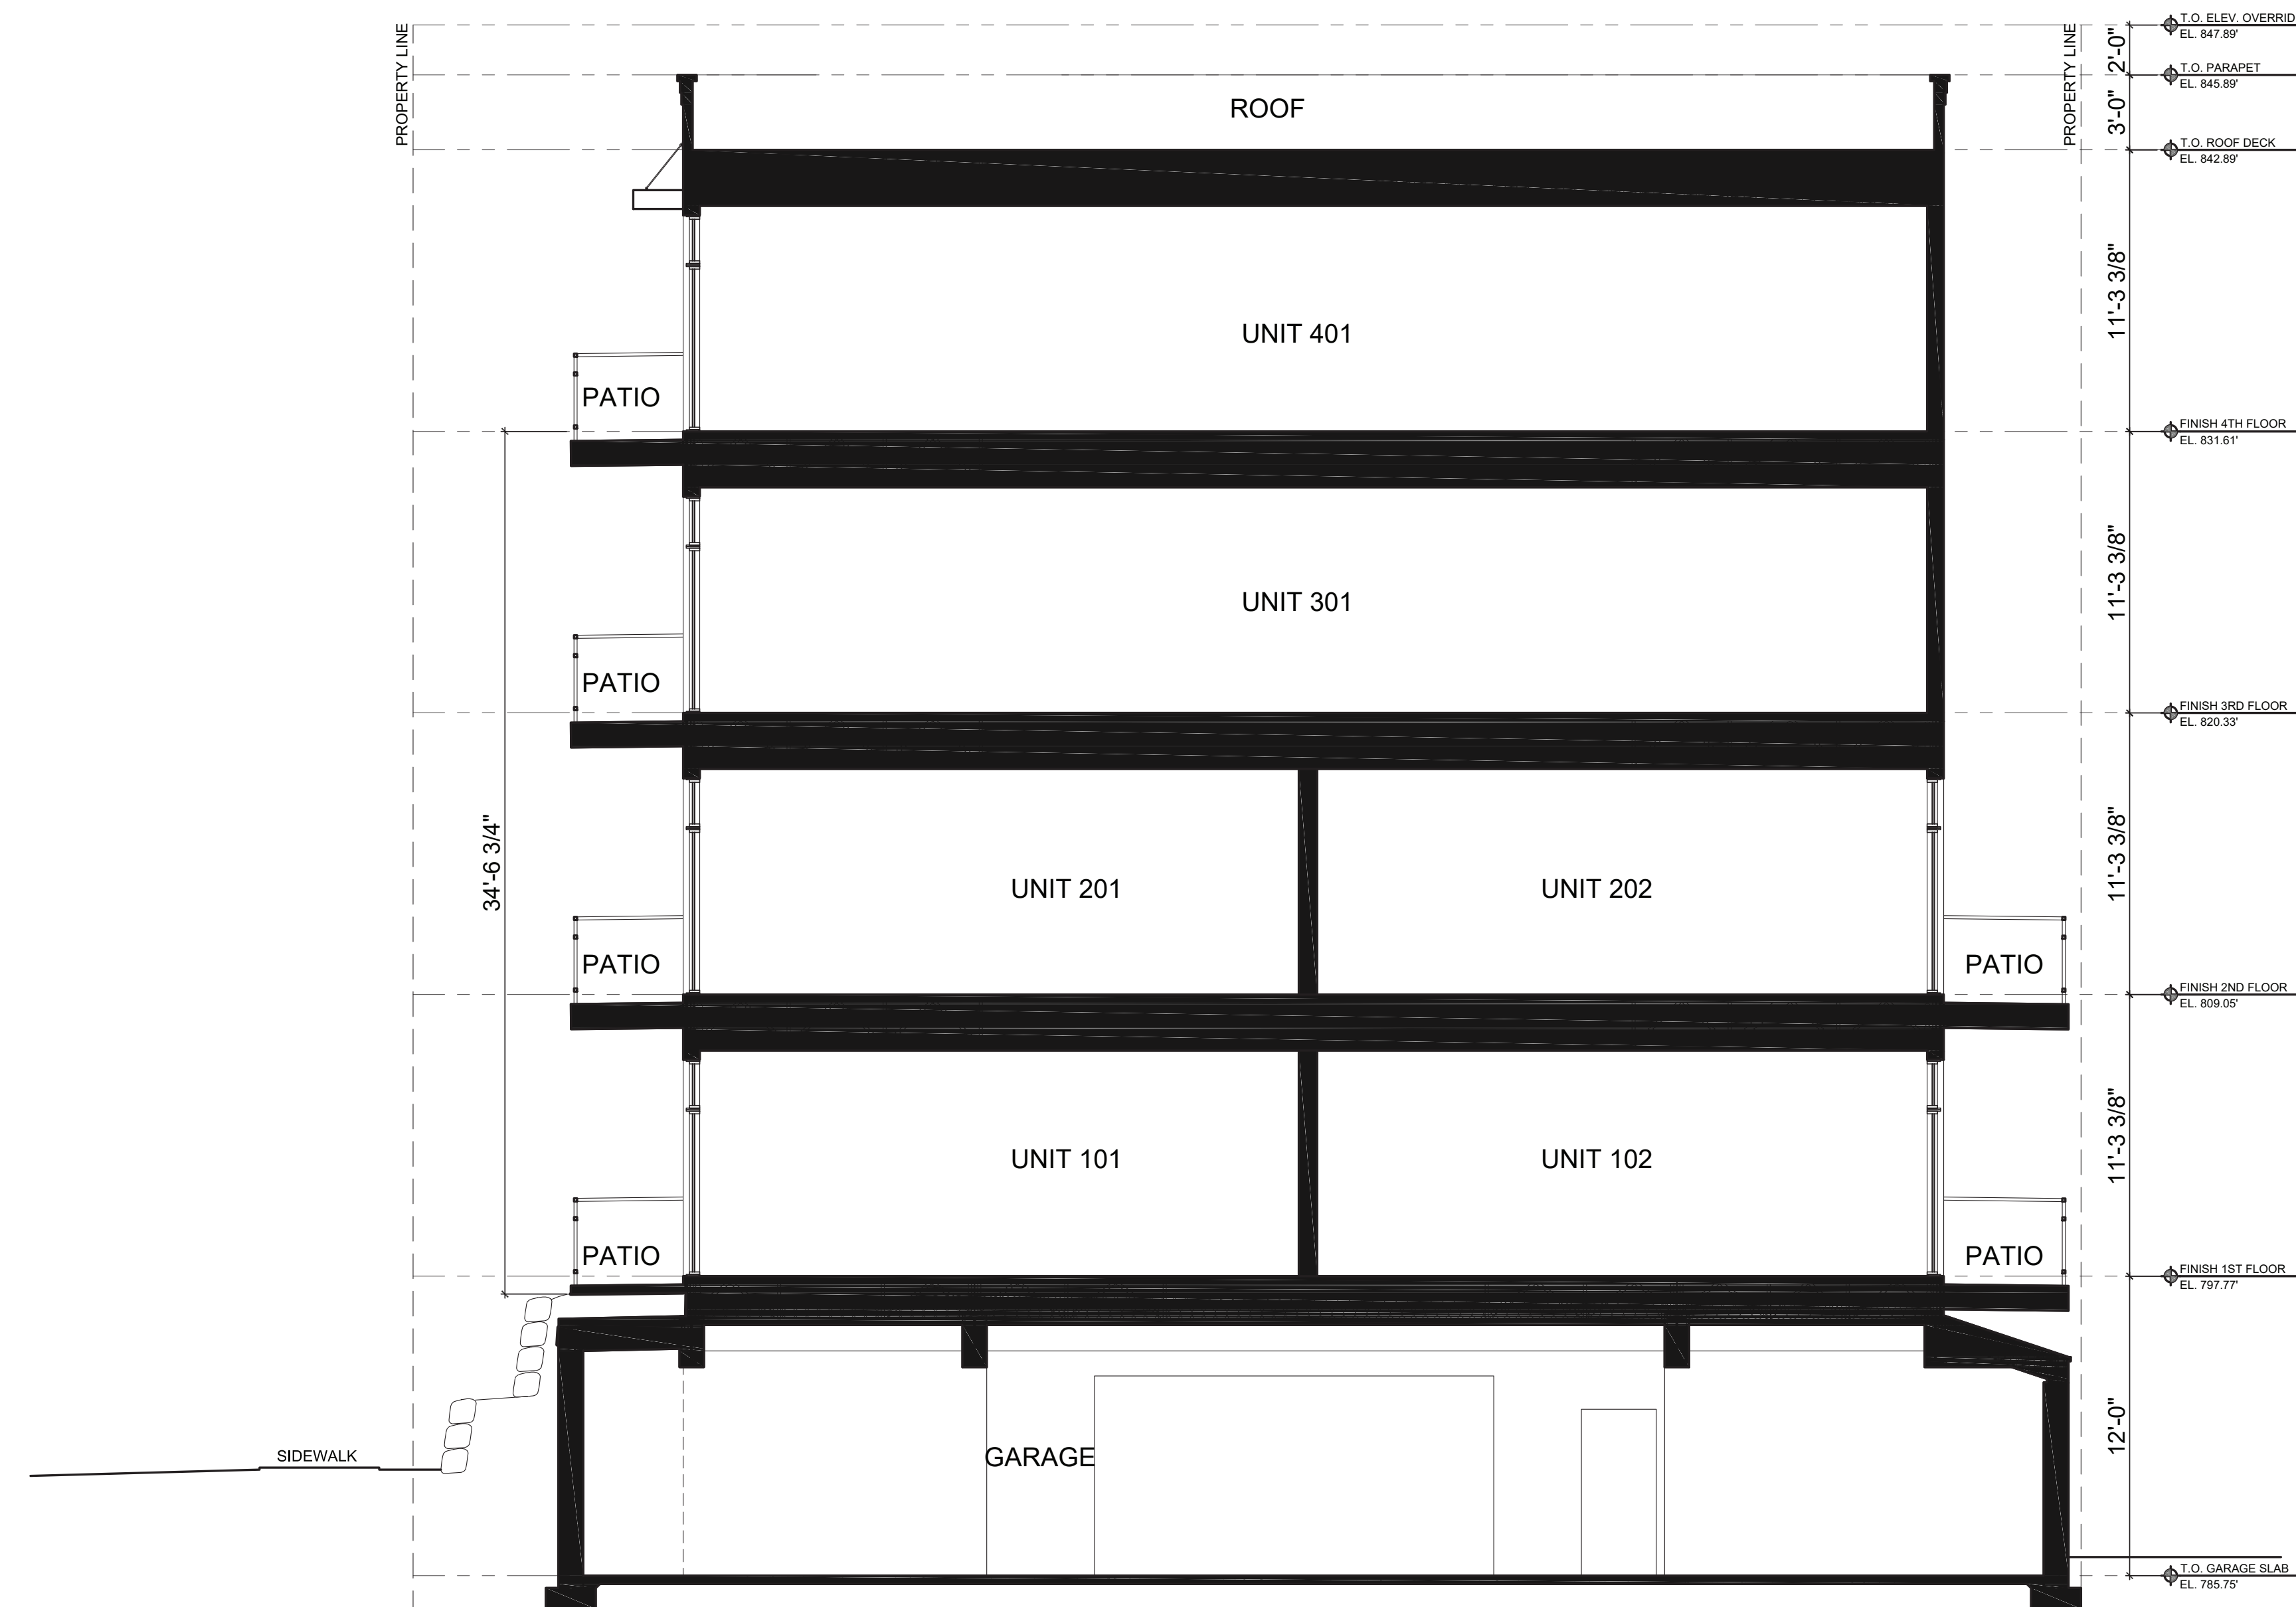 PROPERTY LINE
PROPERTY LINE
2'-0"
T.O. ELEV. OVERRID
EL. 847.89'
T.O. PARAPET
EL. 845.89'
ROOF
3'-0"
T.O. ROOF DECK
EL. 842.89'
11'-3 3/8"
UNIT 401
PATIO
FINISH 4TH FLOOR
EL. 831.61'
11'-3 3/8"
UNIT 301
PATIO
FINISH 3RD FLOOR
EL. 820.33'
34'-6 3/4"
11'-3 3/8"
UNIT 201
UNIT 202
PATIO
PATIO
FINISH 2ND FLOOR
EL. 809.05'
11'-3 3/8"
UNIT 101
UNIT 102
PATIO
PATIO
FINISH 1ST FLOOR
EL. 797.77'
12'-0"
SIDEWALK
GARAGE
T.O. GARAGE SLAB
EL. 785.75'